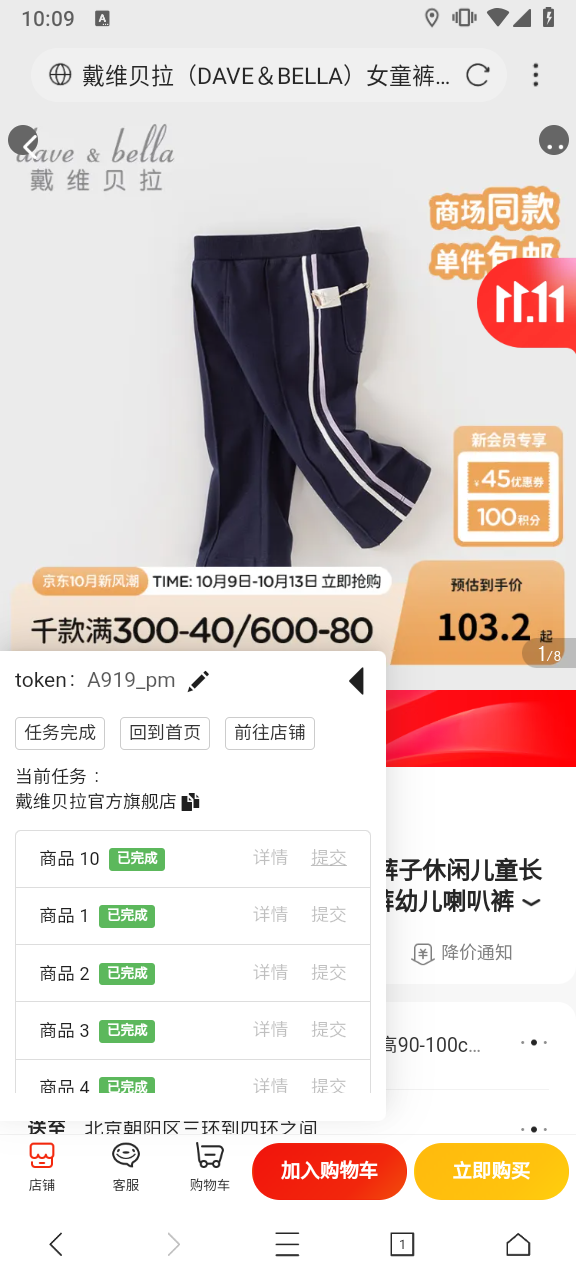 10:09
A
戴维贝拉（DAVE＆BELLA）女童裤...
dave & bella
戴维贝拉
商场同款
单件包邮
11.11
新会员专享
¥45优惠券
100积分
京东10月新风潮 TIME: 10月9日-10月13日 立即抢购
预估到手价
千款满300-40/600-80
103.2 起
1/8
token： A919_pm
任务完成 回到首页 前往店铺
当前任务 ：
戴维贝拉官方旗舰店
商品 10 已完成 详情 提交
裤子休闲儿童长
裤幼儿喇叭裤
商品 1 已完成 详情 提交
降价通知
商品 2 已完成 详情 提交
商品 3 已完成 详情 提交
高90-100c...
商品 4 已完成 详情 提交
送至 北京朝阳区三环到四环之间
店铺 客服 购物车 加入购物车 立即购买
1